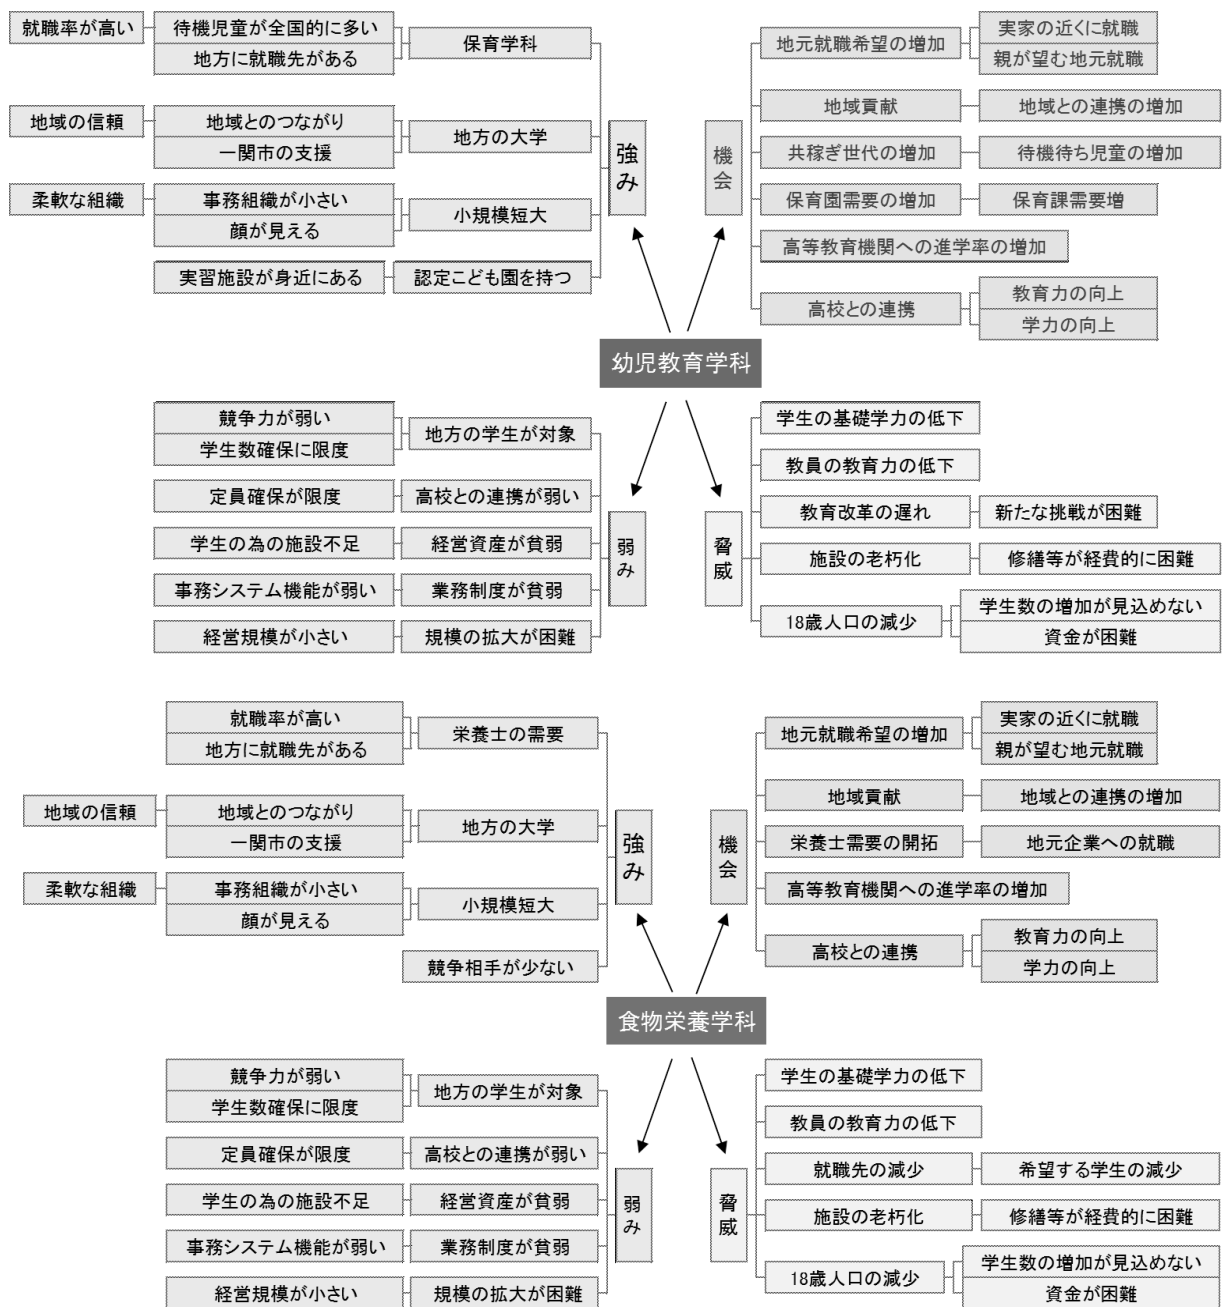 就職率が高い
待機児童が全国的に多い
地方に就職先がある
保育学科
地域の信頼
地域とのつながり
一関市の支援
地方の大学
柔軟な組織
事務組織が小さい
顔が見える
小規模短大
実習施設が身近にある
認定こども園を持つ
強み
機会
地元就職希望の増加
実家の近くに就職
親が望む地元就職
地域貢献
地域との連携の増加
共稼ぎ世代の増加
待機待ち児童の増加
保育園需要の増加
保育課需要増
高等教育機関への進学率の増加
高校との連携
教育力の向上
学力の向上
幼児教育学科
競争力が弱い
学生数確保に限度
地方の学生が対象
定員確保が限度
高校との連携が弱い
学生の為の施設不足
経営資産が貧弱
事務システム機能が弱い
業務制度が貧弱
経営規模が小さい
規模の拡大が困難
弱み
脅威
学生の基礎学力の低下
教員の教育力の低下
教育改革の遅れ
新たな挑戦が困難
施設の老朽化
修繕等が経費的に困難
18歳人口の減少
学生数の増加が見込めない
資金が困難
就職率が高い
地方に就職先がある
栄養士の需要
地域の信頼
地域とのつながり
一関市の支援
地方の大学
柔軟な組織
事務組織が小さい
顔が見える
小規模短大
競争相手が少ない
強み
機会
地元就職希望の増加
実家の近くに就職
親が望む地元就職
地域貢献
地域との連携の増加
栄養士需要の開拓
地元企業への就職
高等教育機関への進学率の増加
高校との連携
教育力の向上
学力の向上
食物栄養学科
競争力が弱い
学生数確保に限度
地方の学生が対象
定員確保が限度
高校との連携が弱い
学生の為の施設不足
経営資産が貧弱
事務システム機能が弱い
業務制度が貧弱
経営規模が小さい
規模の拡大が困難
弱み
脅威
学生の基礎学力の低下
教員の教育力の低下
就職先の減少
希望する学生の減少
施設の老朽化
修繕等が経費的に困難
18歳人口の減少
学生数の増加が見込めない
資金が困難